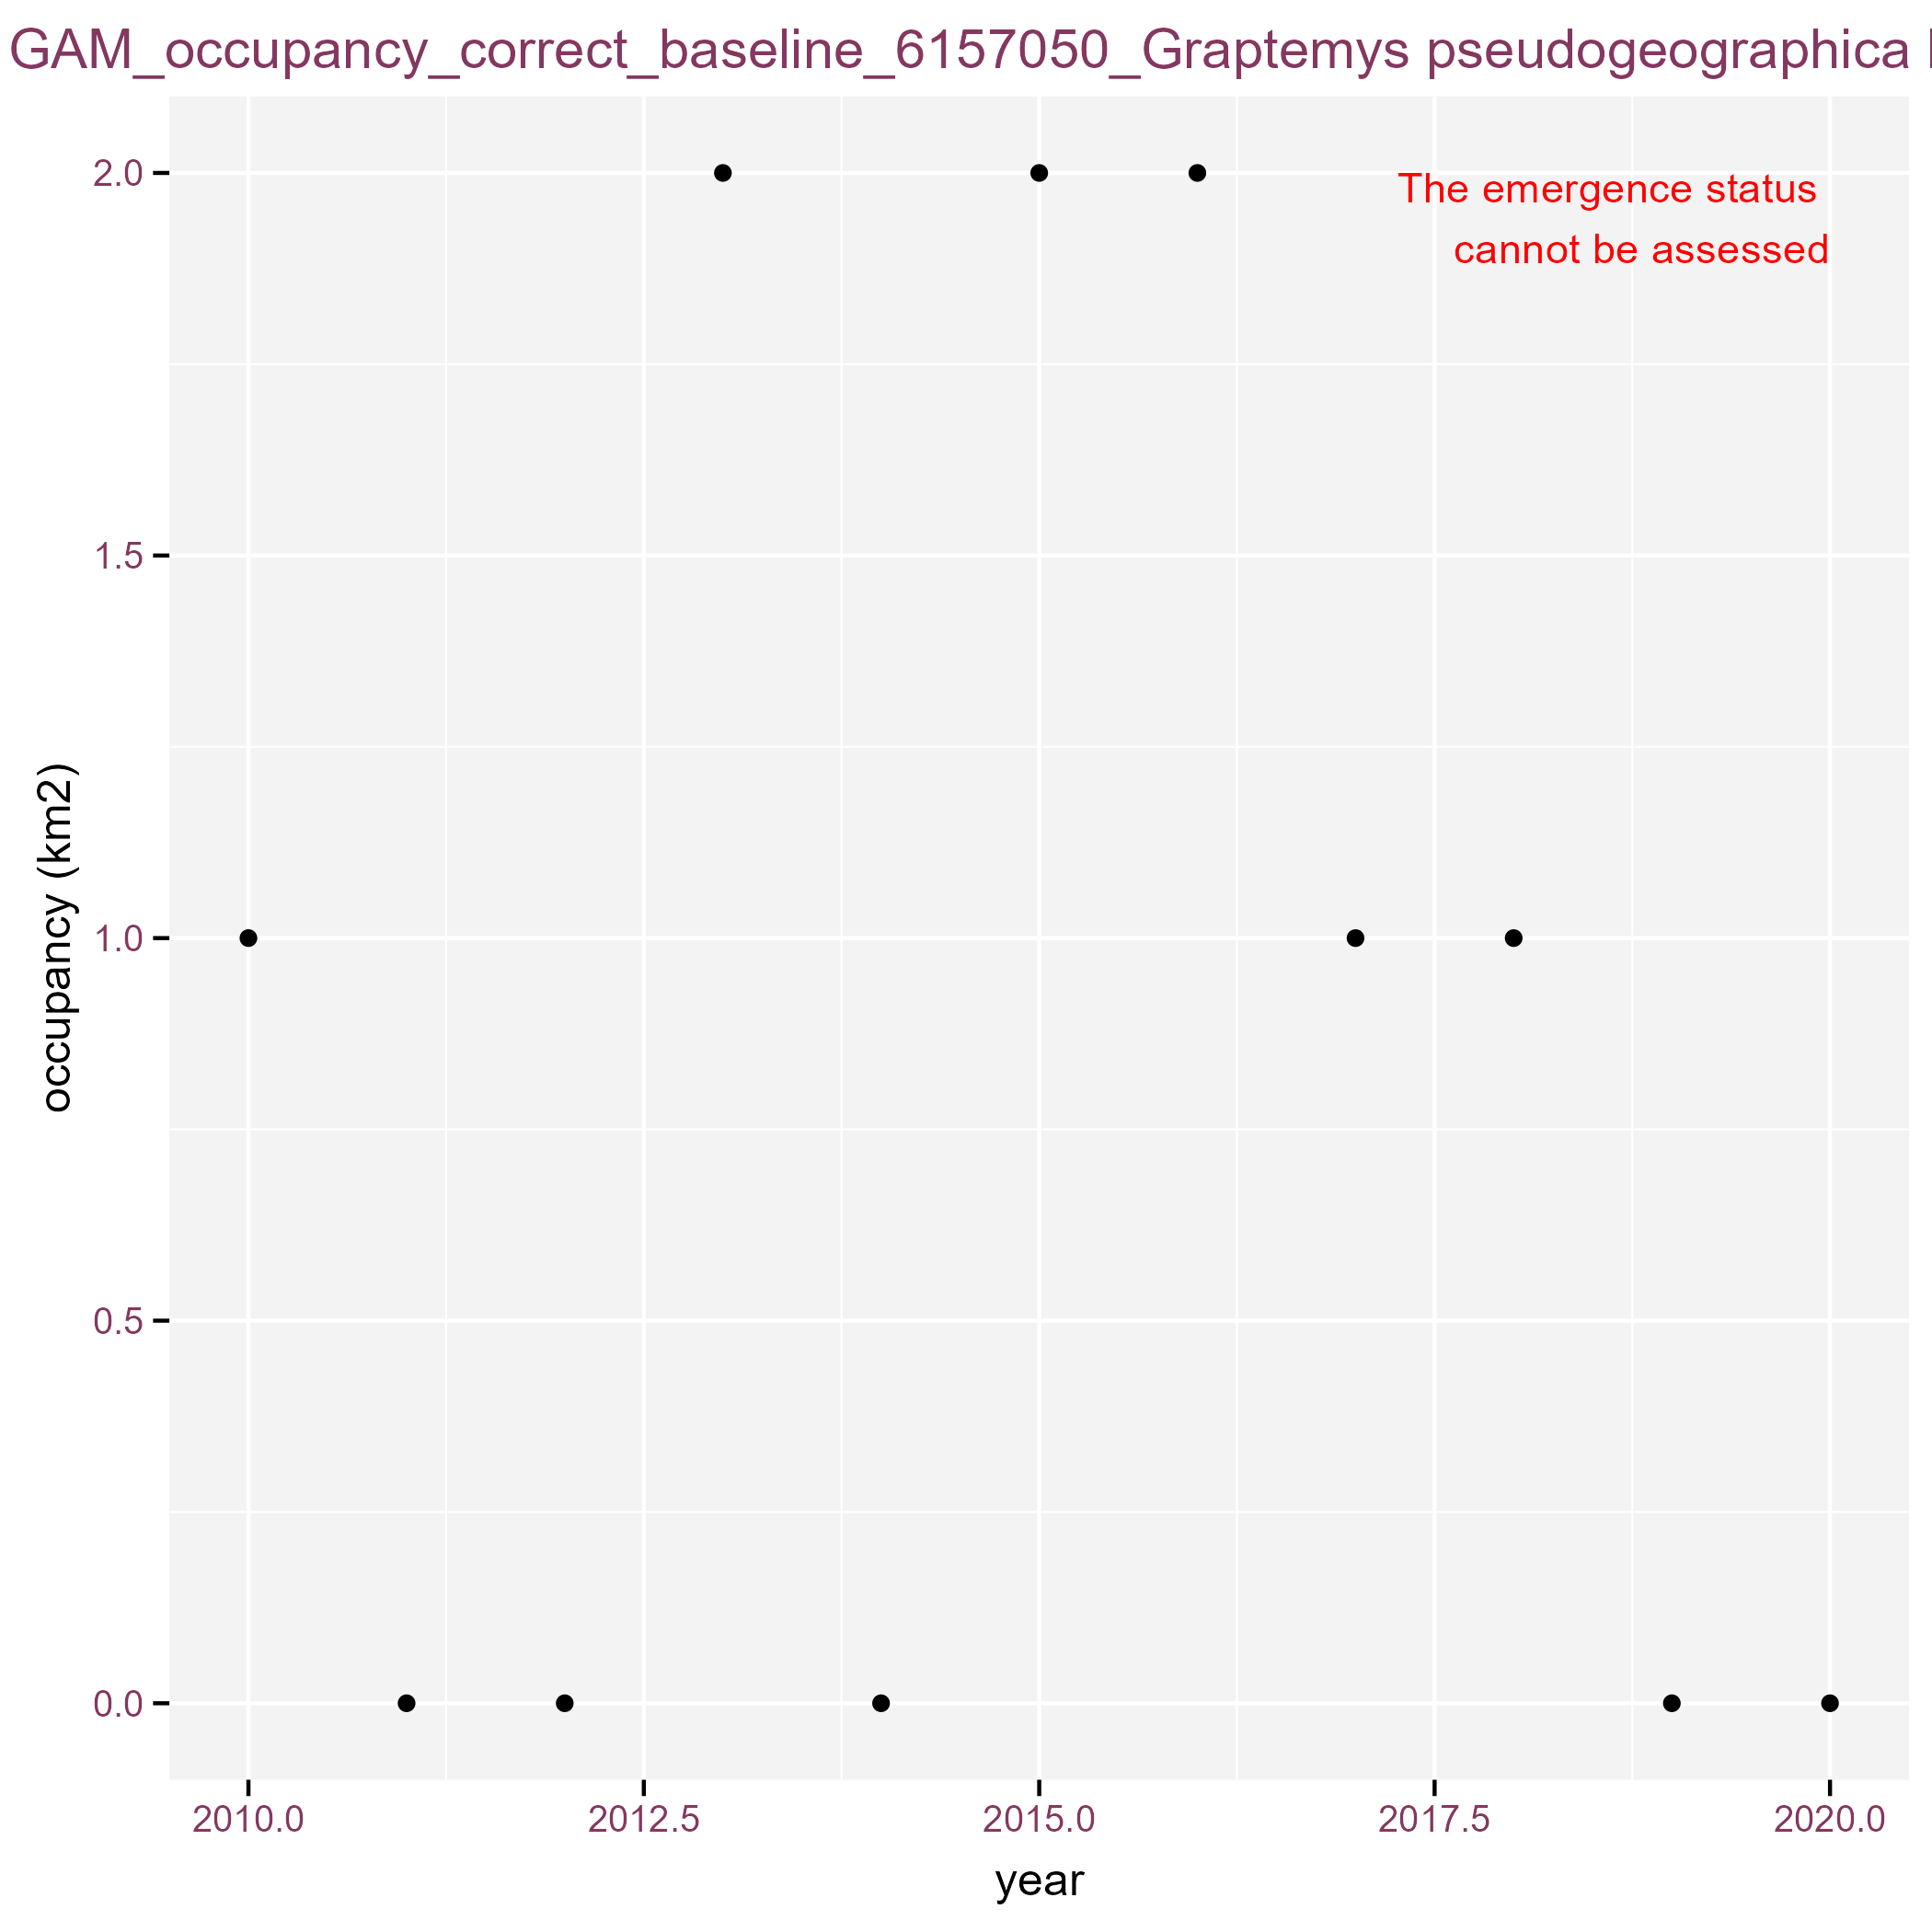 GAM_occupancy_correct_baseline_6157050_Graptemys pseudogeographica
2.0
The emergence status
cannot be assessed
1.5
occupancy (km2)
1.0
0.5
0.0
2010.0 2012.5 2015.0 2017.5 2020.0
year